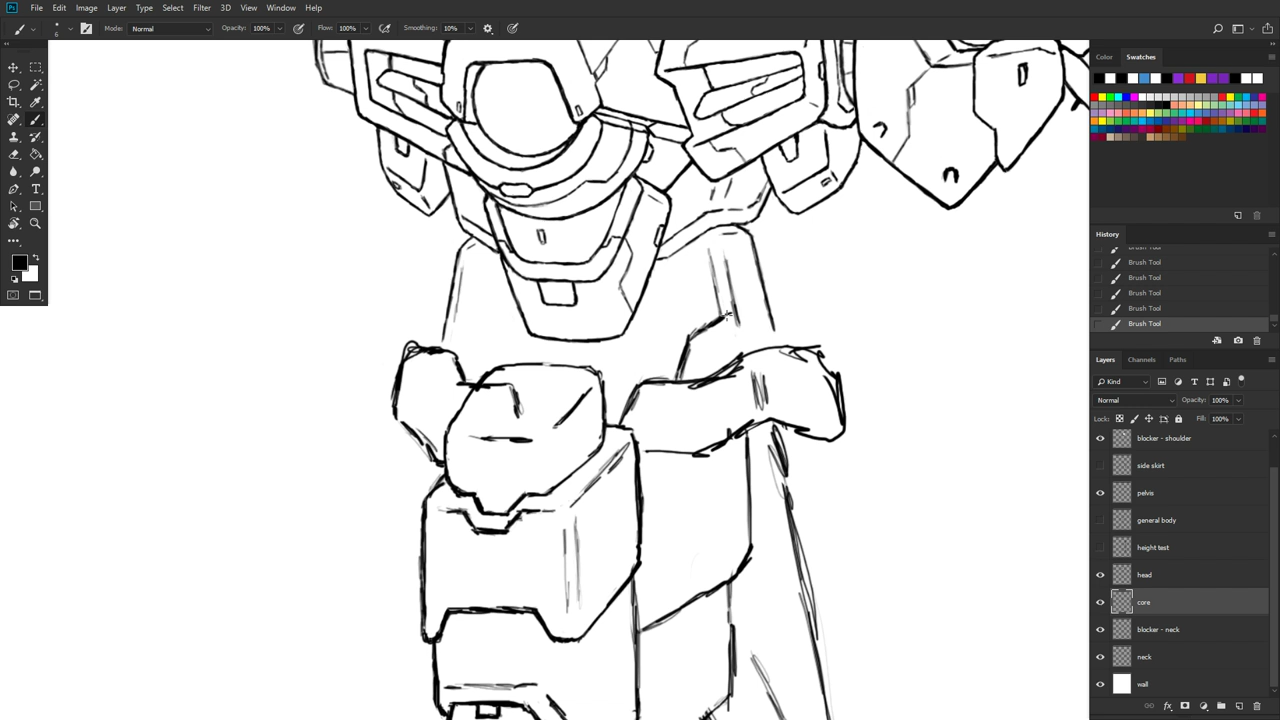 Ps File Edit Image Layer Type Select Filter 3D View Window Help
6 Mode: Normal Opacity: 100% Flow: 100% Smoothing: 10%
Color Swatches
History
Brush Tool
Brush Tool
Brush Tool
Brush Tool
Brush Tool
Layers Channels Paths
Kind
Normal Opacity: 100%
Lock: Fill: 100%
blocker - shoulder
side skirt
pelvis
general body
height test
head
core
blocker - neck
neck
wall
fx